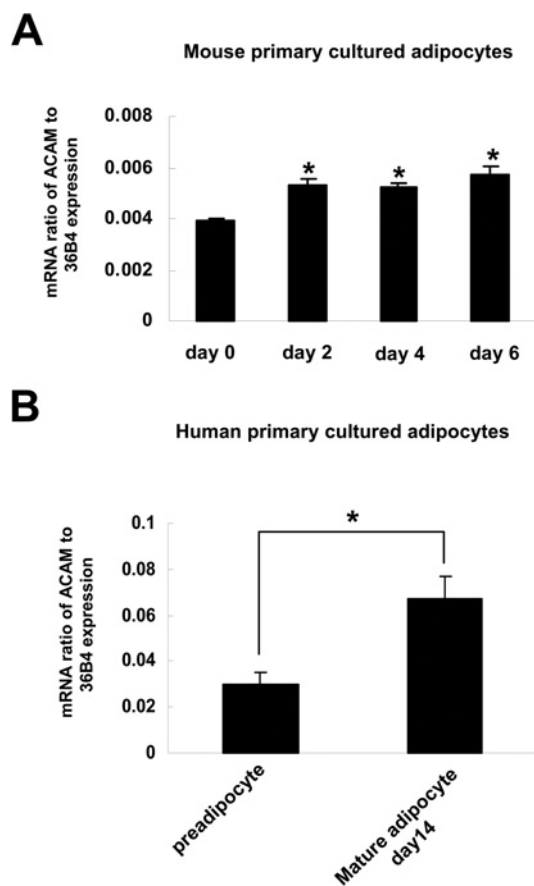 A
Mouse primary cultured adipocytes
mRNA ratio of ACAM to
36B4 expression
0.008
0.006
0.004
0.002
0
*
*
*
day 0
day 2
day 4
day 6
B
Human primary cultured adipocytes
mRNA ratio of ACAM to
36B4 expression
0.1
0.08
0.06
0.04
0.02
0
*
preadipocyte
Mature adipocyte
day14